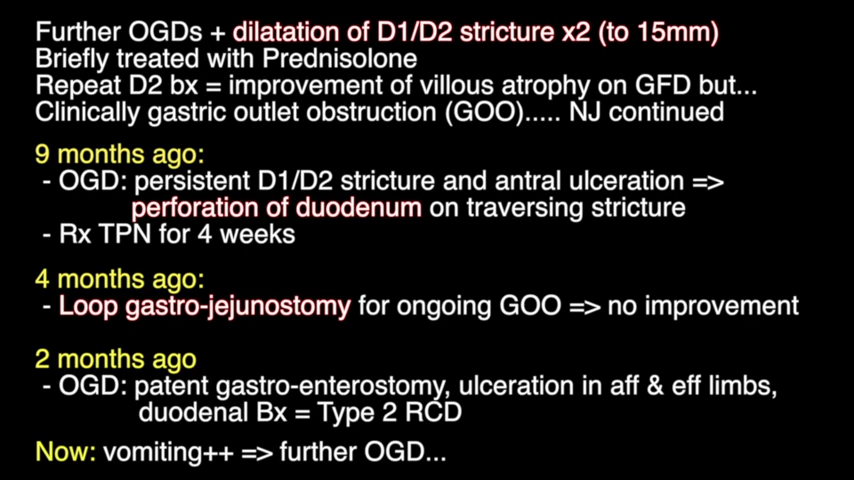 Further OGDs + dilatation of D1/D2 stricture x2 (to 15mm)
Briefly treated with Prednisolone
Repeat D2 bx = improvement of villous atrophy on GFD but...
Clinically gastric outlet obstruction (GOO)..... NJ continued
9 months ago:
- OGD: persistent D1/D2 stricture and antral ulceration =>
perforation of duodenum on traversing stricture
- Rx TPN for 4 weeks
4 months ago:
- Loop gastro-jejunostomy for ongoing GOO => no improvement
2 months ago
- OGD: patent gastro-enterostomy, ulceration in aff & eff limbs,
duodenal Bx = Type 2 RCD
Now: vomiting++ => further OGD...